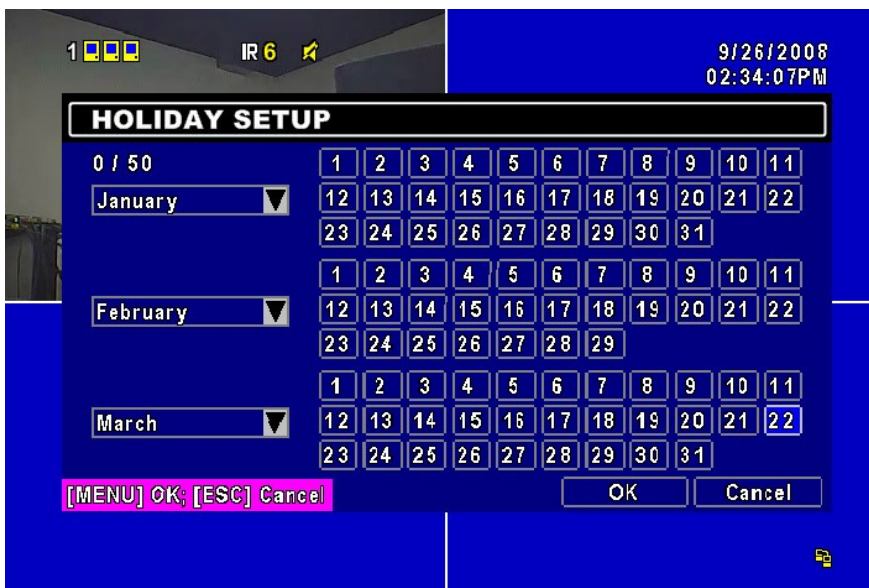 1 IR 6 9/26/2008
02:34:07PM
HOLIDAY SETUP
0 / 50 1 2 3 4 5 6 7 8 9 10 11
January 12 13 14 15 16 17 18 19 20 21 22
23 24 25 26 27 28 29 30 31
1 2 3 4 5 6 7 8 9 10 11
February 12 13 14 15 16 17 18 19 20 21 22
23 24 25 26 27 28 29
1 2 3 4 5 6 7 8 9 10 11
March 12 13 14 15 16 17 18 19 20 21 22
23 24 25 26 27 28 29 30 31
[MENU] OK; [ESC] Cancel OK Cancel